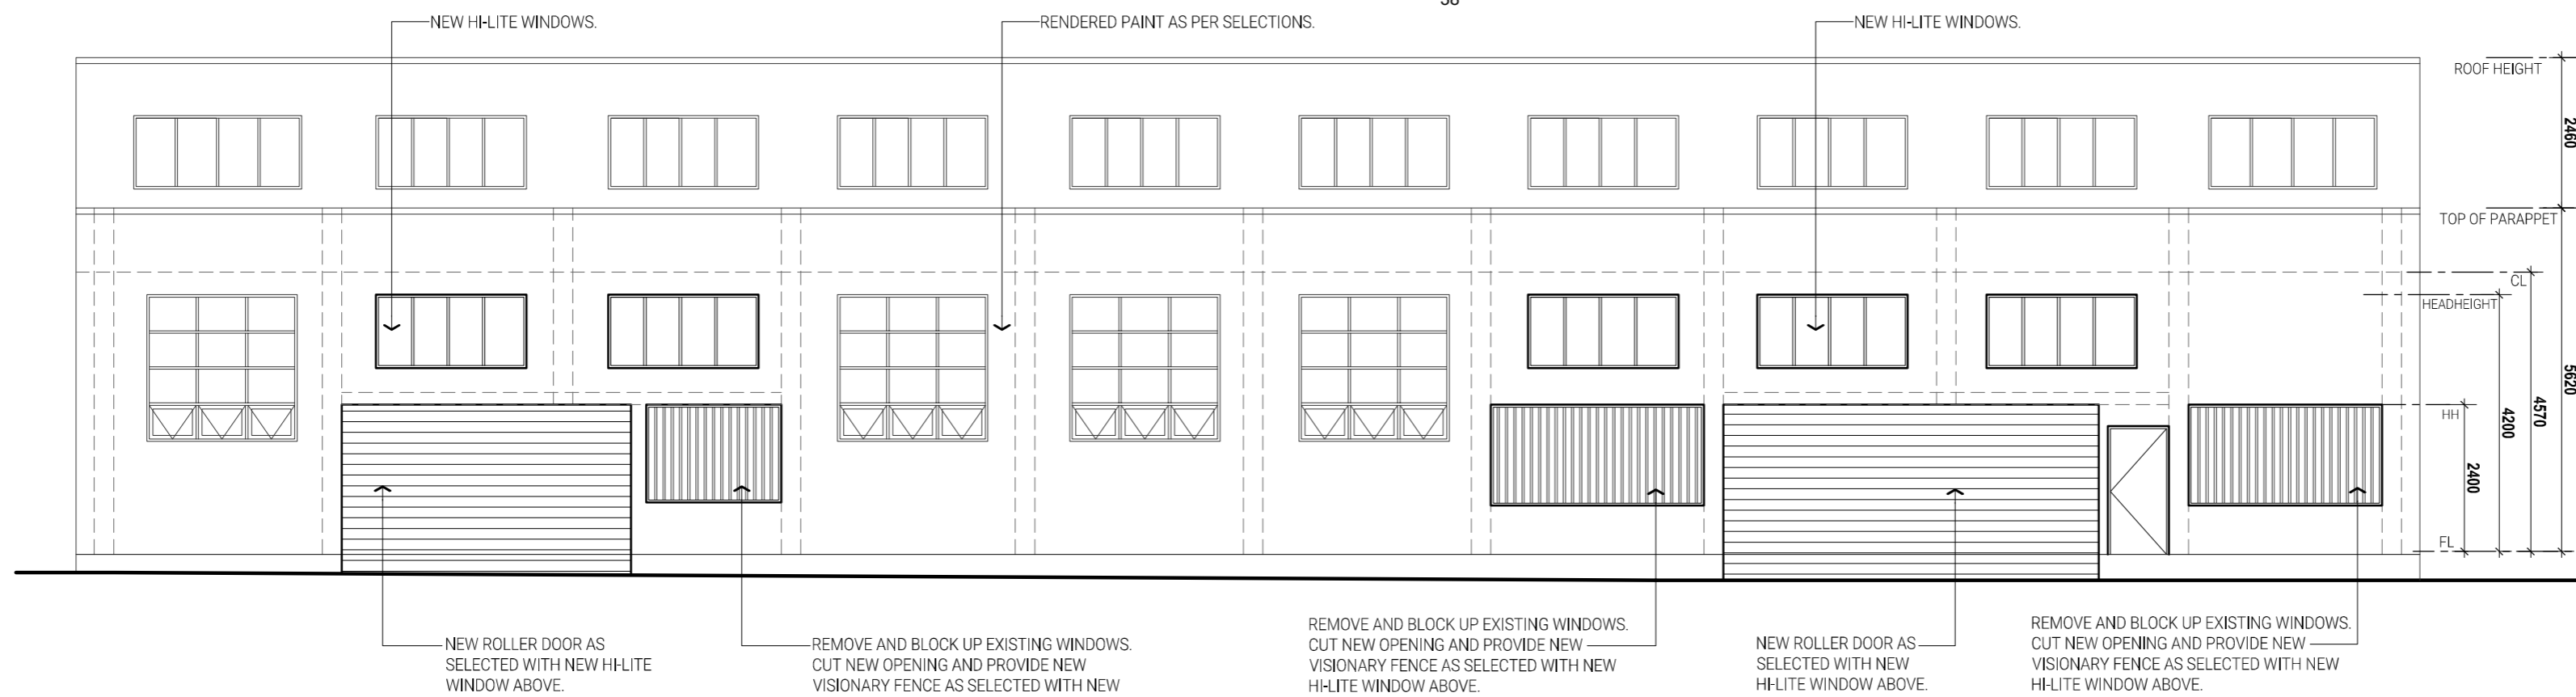 NEW HI-LITE WINDOWS.
RENDERED PAINT AS PER SELECTIONS.
NEW HI-LITE WINDOWS.
ROOF HEIGHT
2460
TOP OF PARAPPET
CL
HEADHEIGHT
5620
4570
4200
HH
2400
FL
NEW ROLLER DOOR AS
SELECTED WITH NEW HI-LITE
WINDOW ABOVE.
REMOVE AND BLOCK UP EXISTING WINDOWS.
CUT NEW OPENING AND PROVIDE NEW
VISIONARY FENCE AS SELECTED WITH NEW
REMOVE AND BLOCK UP EXISTING WINDOWS.
CUT NEW OPENING AND PROVIDE NEW
VISIONARY FENCE AS SELECTED WITH NEW
HI-LITE WINDOW ABOVE.
NEW ROLLER DOOR AS
SELECTED WITH NEW
HI-LITE WINDOW ABOVE.
REMOVE AND BLOCK UP EXISTING WINDOWS.
CUT NEW OPENING AND PROVIDE NEW
VISIONARY FENCE AS SELECTED WITH NEW
HI-LITE WINDOW ABOVE.